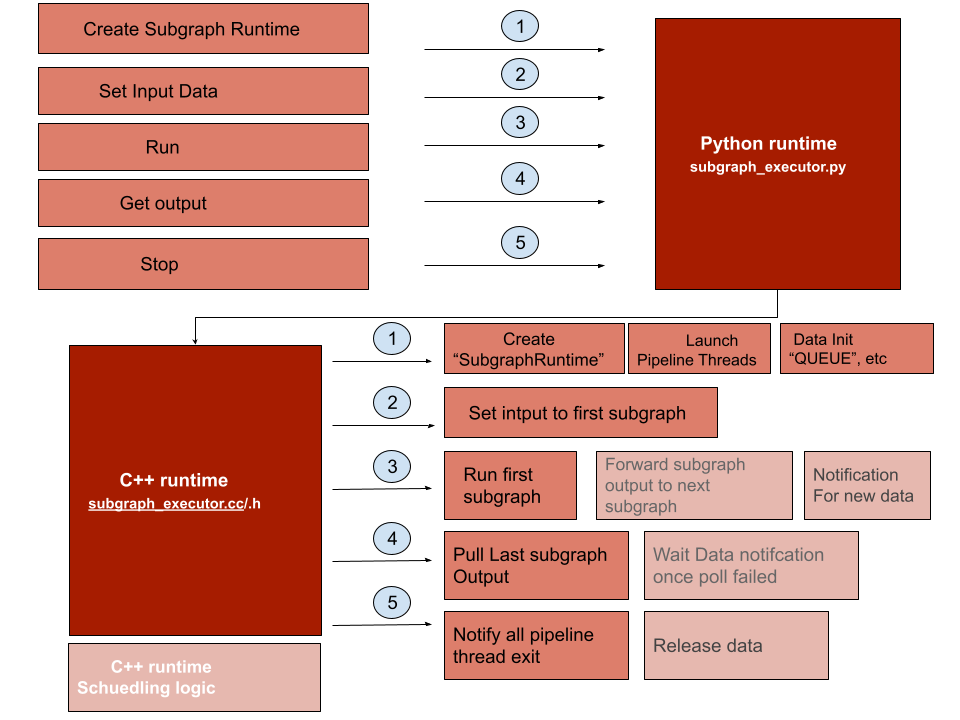 Create Subgraph Runtime
1
Set Input Data
2
Run
3
Get output
4
Stop
5
Python runtime
subgraph_executor.py
C++ runtime
subgraph_executor.cc/.h
1
Create
“SubgraphRuntime”
Launch
Pipeline Threads
Data Init
“QUEUE”, etc
2
Set intput to first subgraph
3
Run first
subgraph
Forward subgraph
output to next
subgraph
Notification
For new data
4
Pull Last subgraph
Output
Wait Data notifcation
once poll failed
5
Notify all pipeline
thread exit
Release data
C++ runtime
Schuedling logic